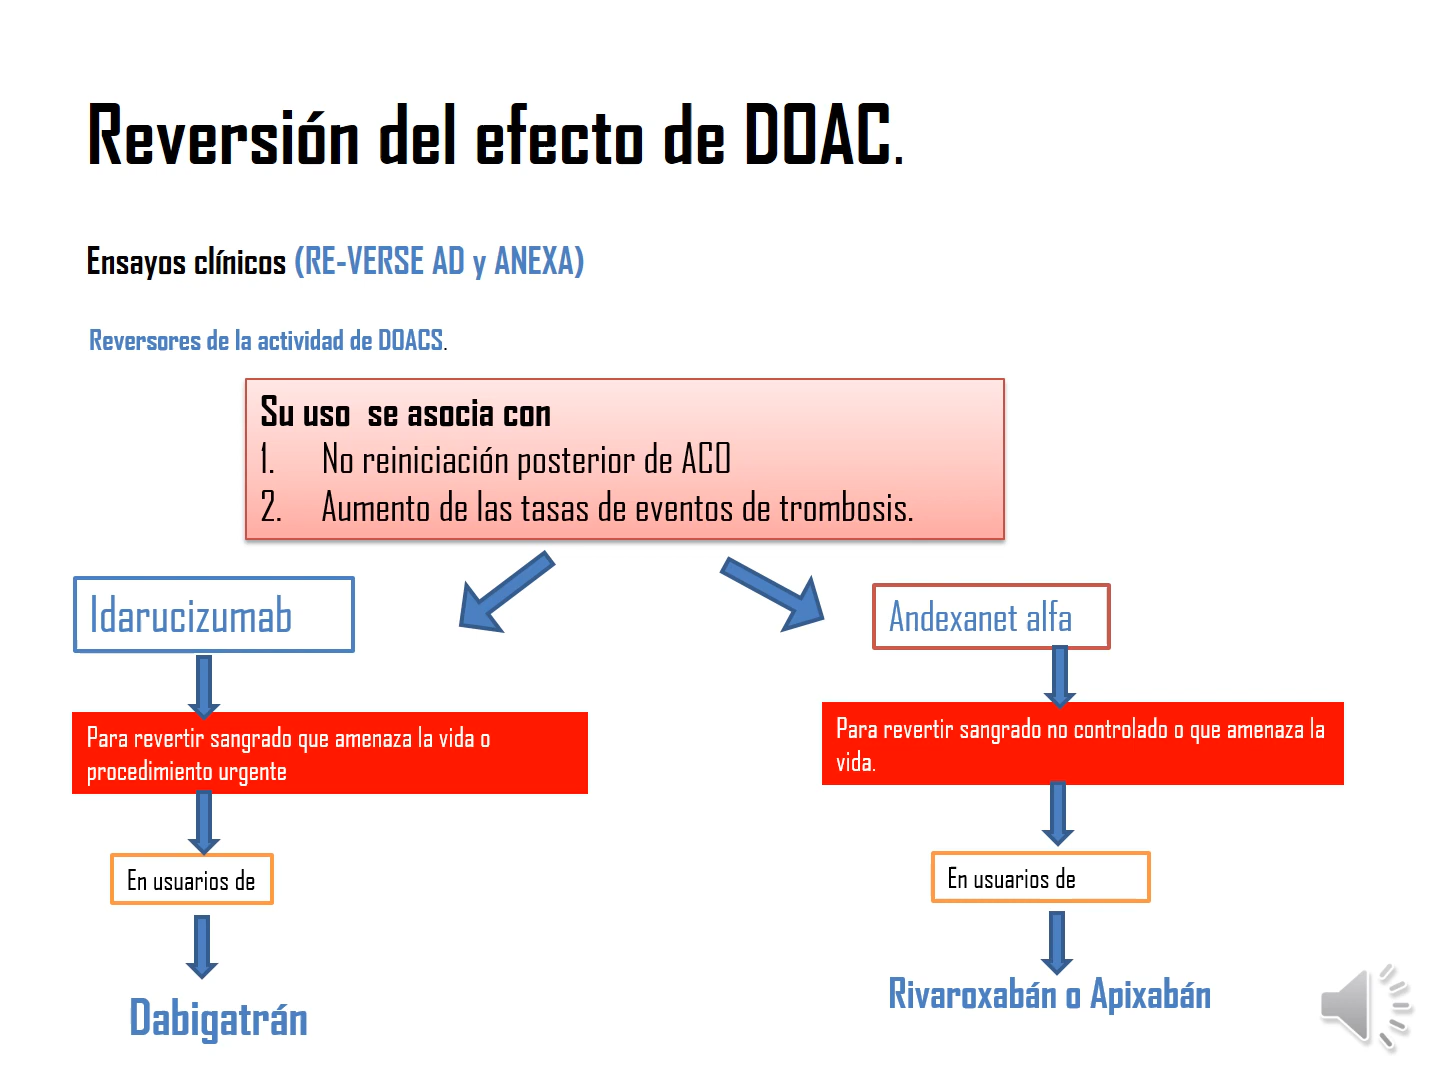 Reversión del efecto de DOAC.
Ensayos clínicos (RE-VERSE AD y ANEXA)
Reversores de la actividad de DOACS.
Su uso se asocia con
1. No reiniciación posterior de ACO
2. Aumento de las tasas de eventos de trombosis.
Idarucizumab
Para revertir sangrado que amenaza la vida o
procedimiento urgente
En usuarios de
Dabigatrán
Andexanet alfa
Para revertir sangrado no controlado o que amenaza la
vida.
En usuarios de
Rivaroxabán o Apixabán